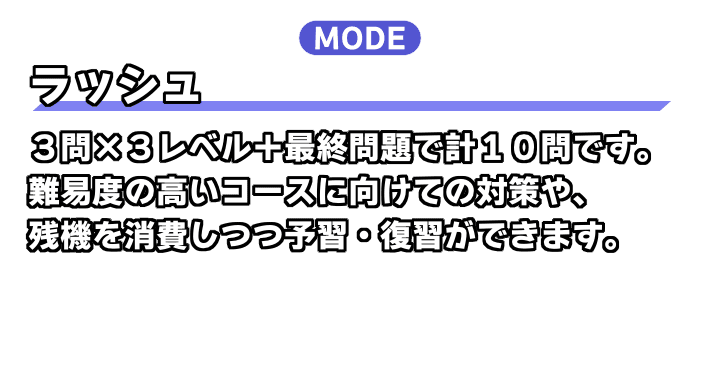 MODE
ラッシュ
３問×３レベル＋最終問題で計１０問です。
難易度の高いコースに向けての対策や、
残機を消費しつつ予習・復習ができます。